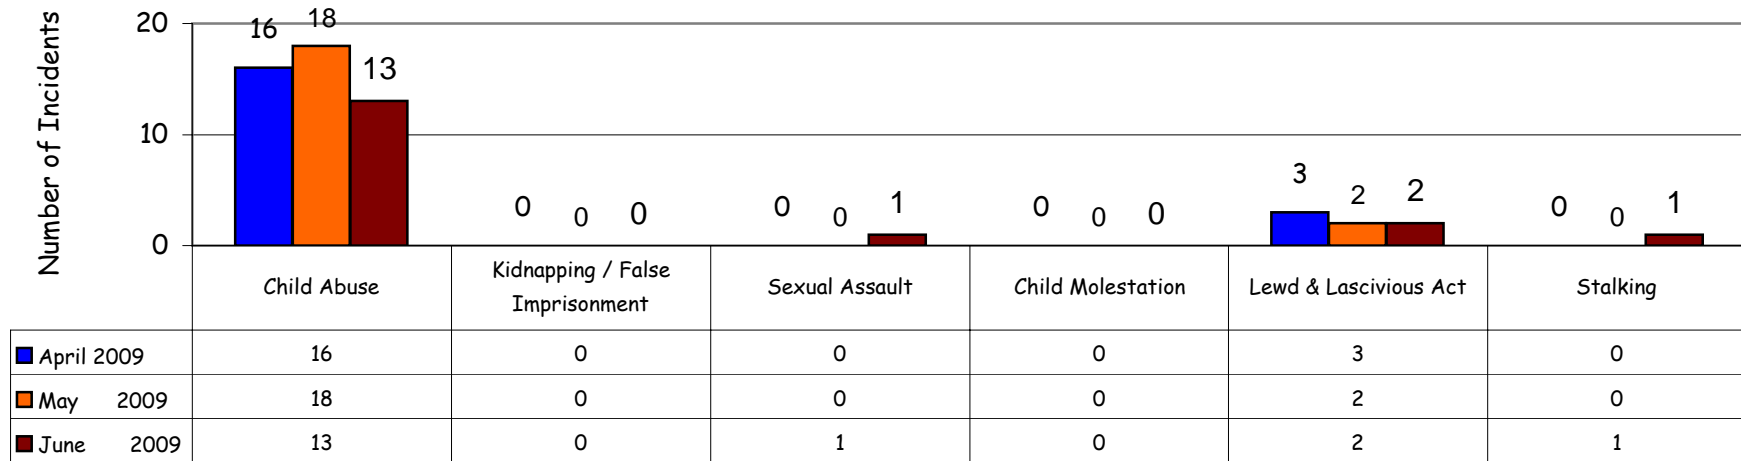 Number of Incidents
20
10
0
16
18
13
0
0
0
0
0
1
0
0
0
3
2
2
0
0
1
Child Abuse
Kidnapping / False
Imprisonment
Sexual Assault
Child Molestation
Lewd & Lascivious Act
Stalking
April 2009 16 0 0 0 3 0
May 2009 18 0 0 0 2 0
June 2009 13 0 1 0 2 1